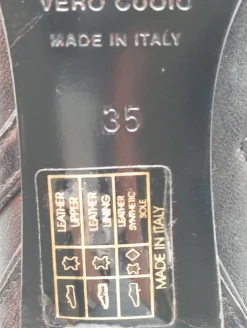 VERO CUOIO
MADE IN ITALY
35
LEATHER
UPPER
LEATHER
LINING
LEATHER
SYNTHETIC
SOLE
MADE IN ITALY